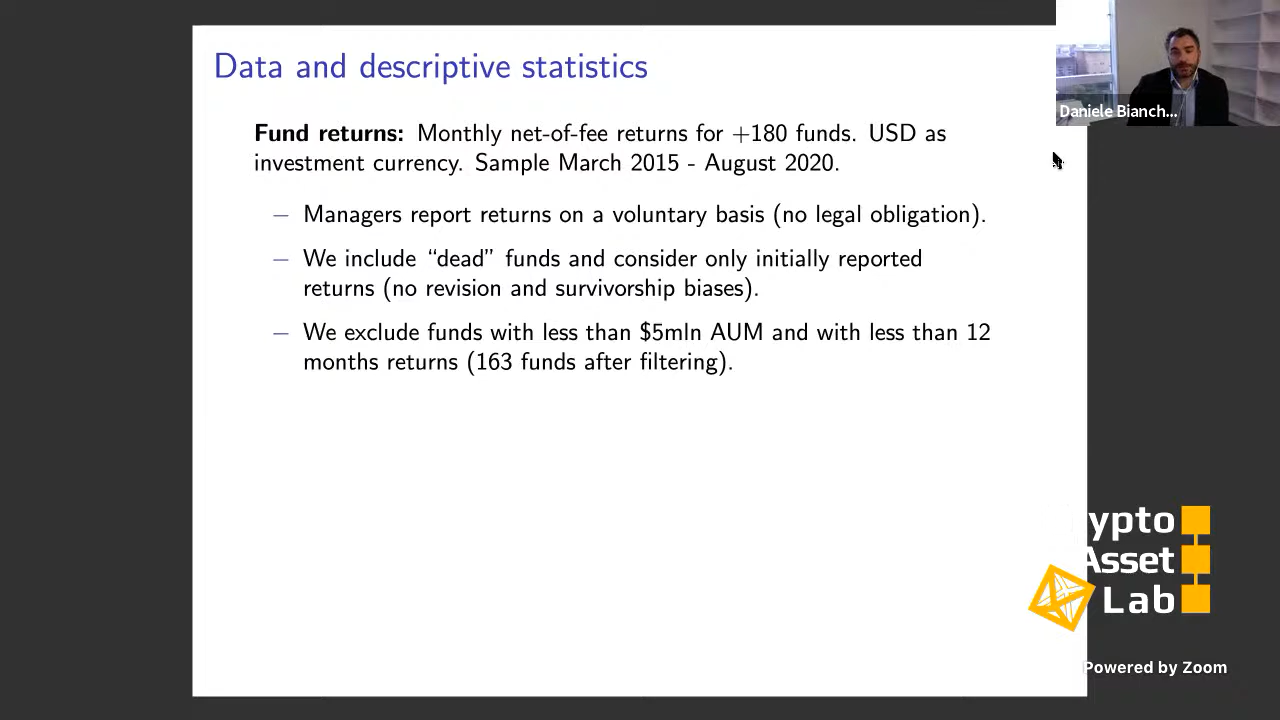 Data and descriptive statistics
Daniele Bianch...
Fund returns: Monthly net-of-fee returns for +180 funds. USD as
investment currency. Sample March 2015 - August 2020.
– Managers report returns on a voluntary basis (no legal obligation).
– We include “dead” funds and consider only initially reported
returns (no revision and survivorship biases).
– We exclude funds with less than $5mln AUM and with less than 12
months returns (163 funds after filtering).
ypto
Asset
Lab
Powered by Zoom